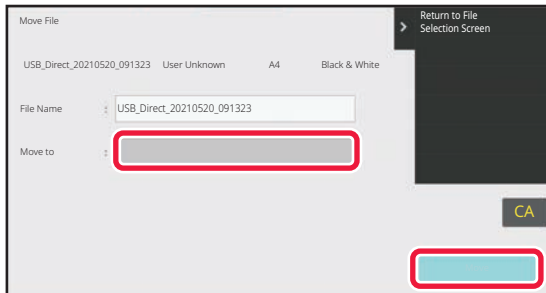 Move File
Return to File
Selection Screen
USB_Direct_20210520_091323 User Unknown A4 Black & White
File Name : USB_Direct_20210520_091323
Move to :
CA